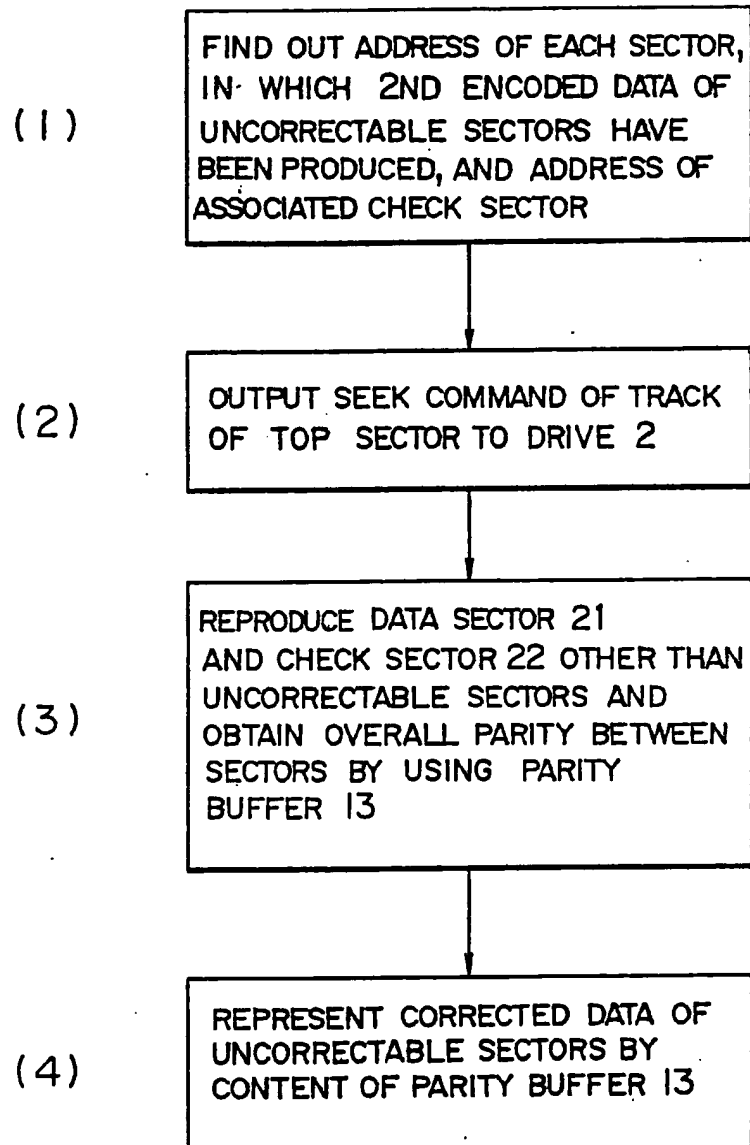 (1)
FIND OUT ADDRESS OF EACH SECTOR,
IN WHICH 2ND ENCODED DATA OF
UNCORRECTABLE SECTORS HAVE
BEEN PRODUCED, AND ADDRESS OF
ASSOCIATED CHECK SECTOR
(2)
OUTPUT SEEK COMMAND OF TRACK
OF TOP SECTOR TO DRIVE 2
(3)
REPRODUCE DATA SECTOR 21
AND CHECK SECTOR 22 OTHER THAN
UNCORRECTABLE SECTORS AND
OBTAIN OVERALL PARITY BETWEEN
SECTORS BY USING PARITY
BUFFER 13
(4)
REPRESENT CORRECTED DATA OF
UNCORRECTABLE SECTORS BY
CONTENT OF PARITY BUFFER 13